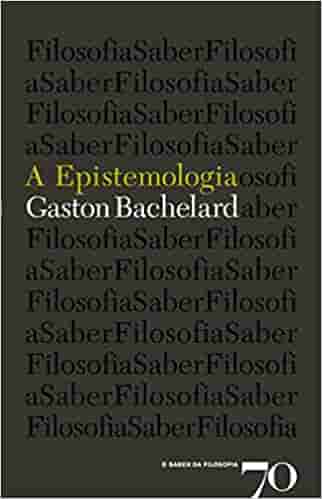 FilosofiaSaberFilosofi
aSaberFilosofiaSaber
FilosofiaSaberFilosofi
aSaberFilosofiaSaber
A Epistemologiaosofi
Gaston Bachelardaber
FilosofiaSaberFilosofi
aSaberFilosofiaSaber
FilosofiaSaberFilosofi
aSaberFilosofiaSaber
FilosofiaSaberFilosofi
aSaberFilosofiaSaber
FilosofiaSaberFilosofia
O SABER DA FILOSOFIA 70